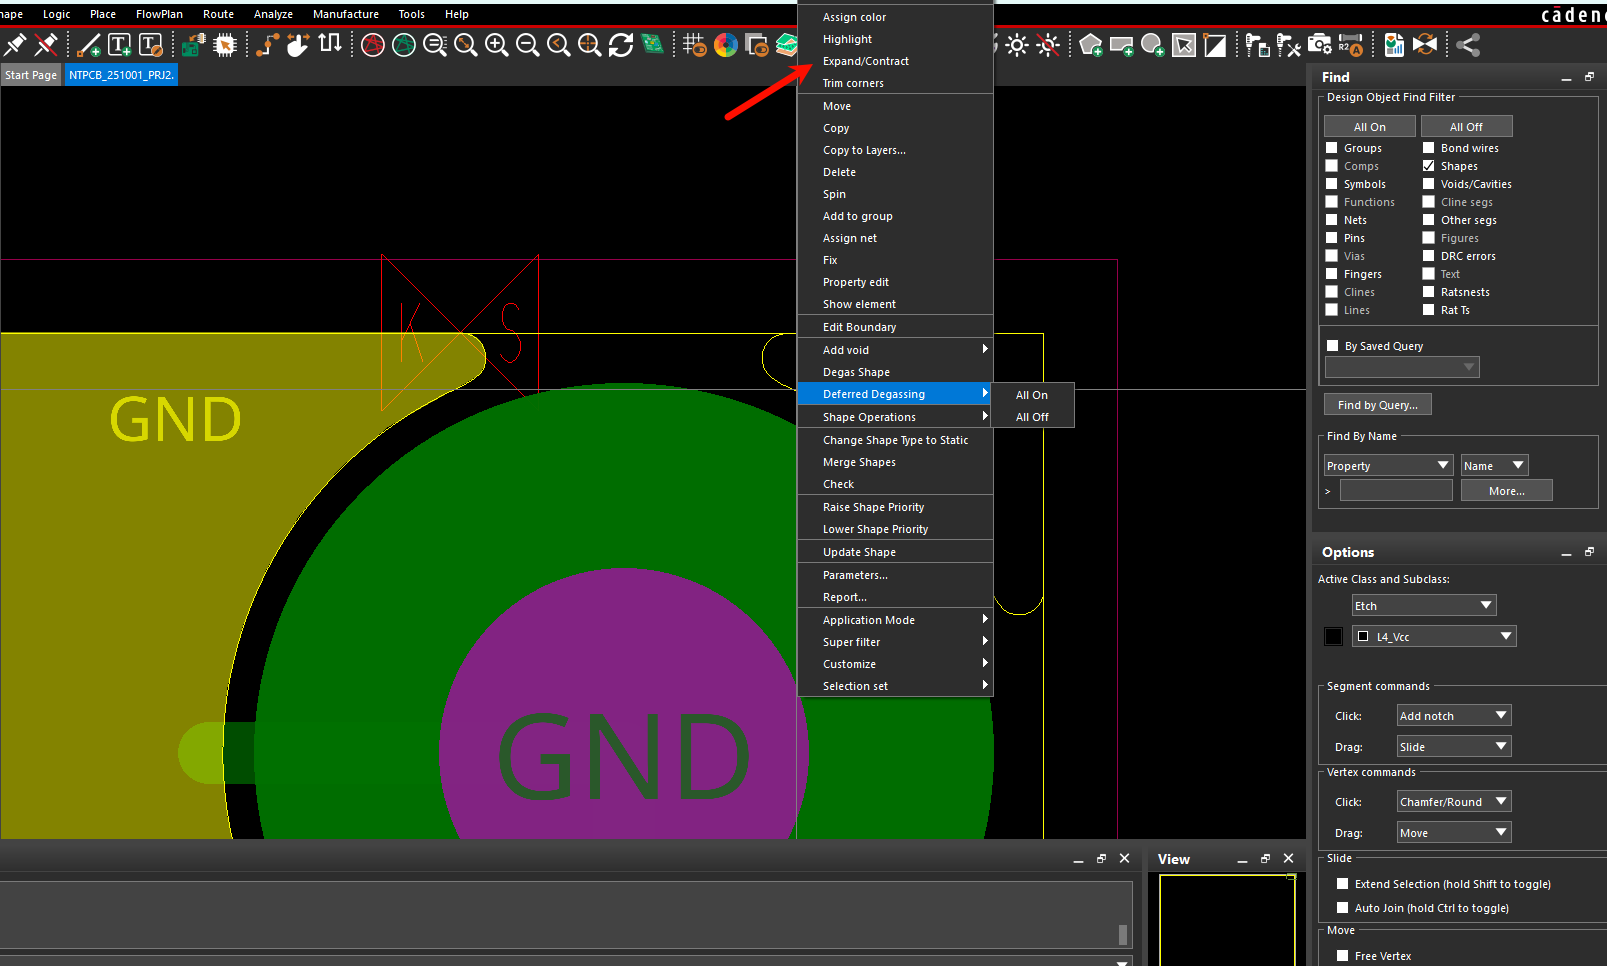 hape Logic Place FlowPlan Route Analyze Manufacture Tools Help
cādenc
Start Page NTPCB_251001_PRJ2.
R2
Assign color
Highlight
Expand/Contract
Trim corners
Move
Copy
Copy to Layers...
Delete
Spin
Add to group
Assign net
Fix
Property edit
Show element
Edit Boundary
Add void
Degas Shape
Deferred Degassing
All On
All Off
Shape Operations
Change Shape Type to Static
Merge Shapes
Check
Raise Shape Priority
Lower Shape Priority
Update Shape
Parameters...
Report...
Application Mode
Super filter
Customize
Selection set
K S
GND
GND
Find
Design Object Find Filter
All On All Off
Groups Bond wires
Comps Shapes
Symbols Voids/Cavities
Functions Cline segs
Nets Other segs
Pins Figures
Vias DRC errors
Fingers Text
Clines Ratsnests
Lines Rat Ts
By Saved Query
Find by Query...
Find By Name
Property Name
> More...
Options
Active Class and Subclass:
Etch
L4_Vcc
Segment commands
Click: Add notch
Drag: Slide
Vertex commands
Click: Chamfer/Round
Drag: Move
Slide
Extend Selection (hold Shift to toggle)
Auto Join (hold Ctrl to toggle)
Move
Free Vertex
View